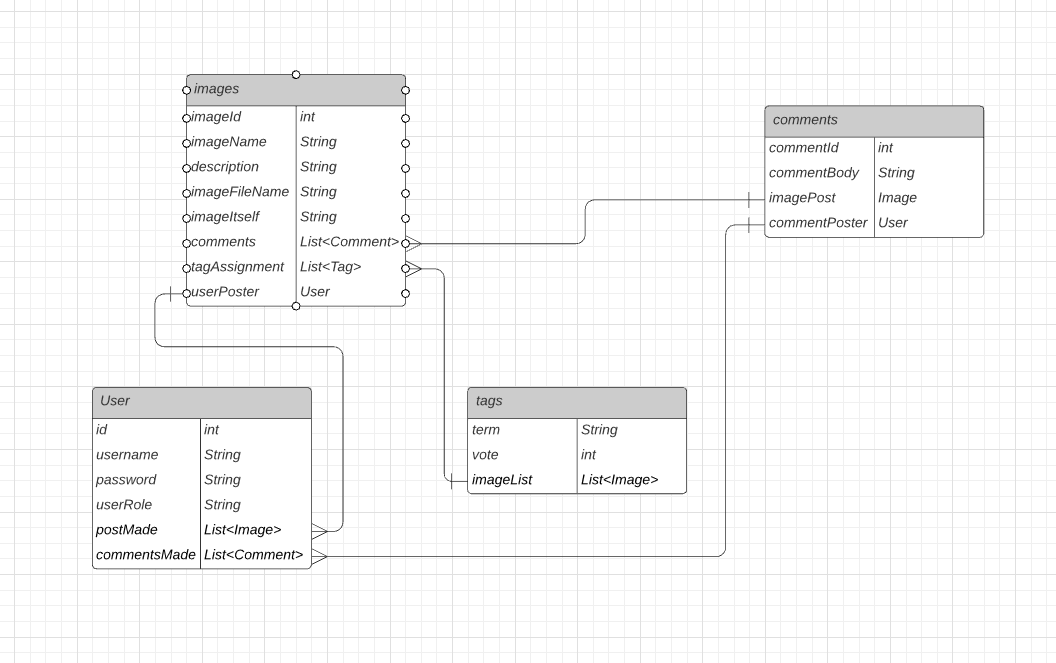 images
imageId int
imageName String
description String
imageFileName String
imageItself String
comments List<Comment>
tagAssignment List<Tag>
userPoster User
comments
commentId int
commentBody String
imagePost Image
commentPoster User
User
id int
username String
password String
userRole String
postMade List<Image>
commentsMade List<Comment>
tags
term String
vote int
imageList List<Image>